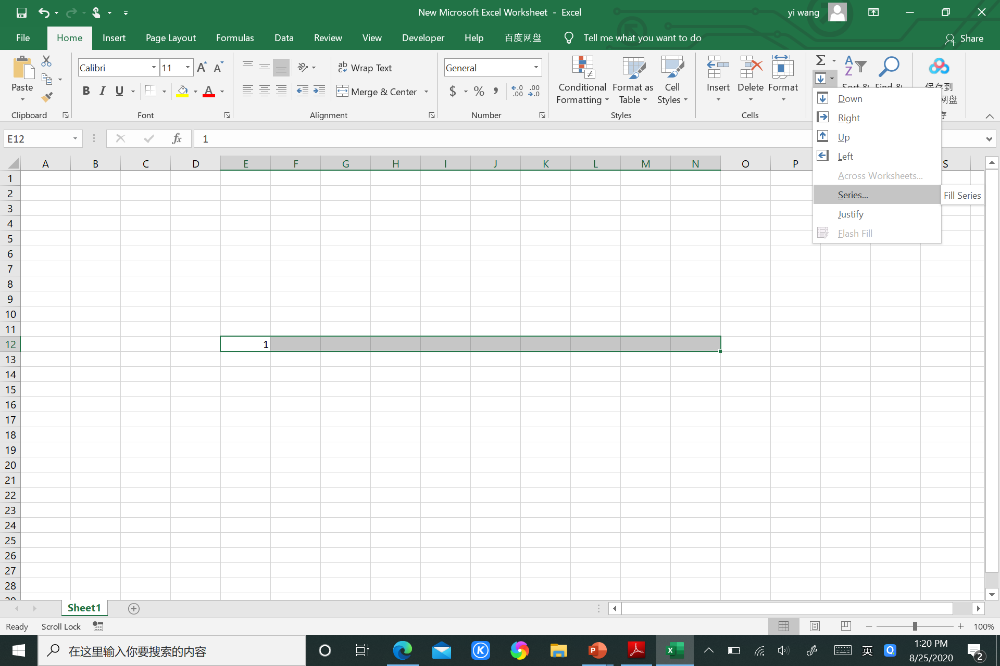 New Microsoft Excel Worksheet - Excel
yi wang
File Home Insert Page Layout Formulas Data Review View Developer Help 百度网盘 Tell me what you want to do Share
Paste
Clipboard
Calibri 11
B I U
Font
Wrap Text
Merge & Center
Alignment
General
$ % ,
Number
Conditional Formatting
Format as Table
Cell Styles
Styles
Insert Delete Format
Cells
Sort &
Find &
保存到
网盘
存
Down
Right
Up
Left
Across Worksheets...
Series...
Fill Series
Justify
Flash Fill
E12
fx
1
A B C D E F G H I J K L M N O P S
1
2
3
4
5
6
7
8
9
10
11
12 1
13
14
15
16
17
18
19
20
21
22
23
24
25
26
27
28
29
Sheet1
Ready Scroll Lock 100%
在这里输入你要搜索的内容
英
1:20 PM
8/25/2020
2